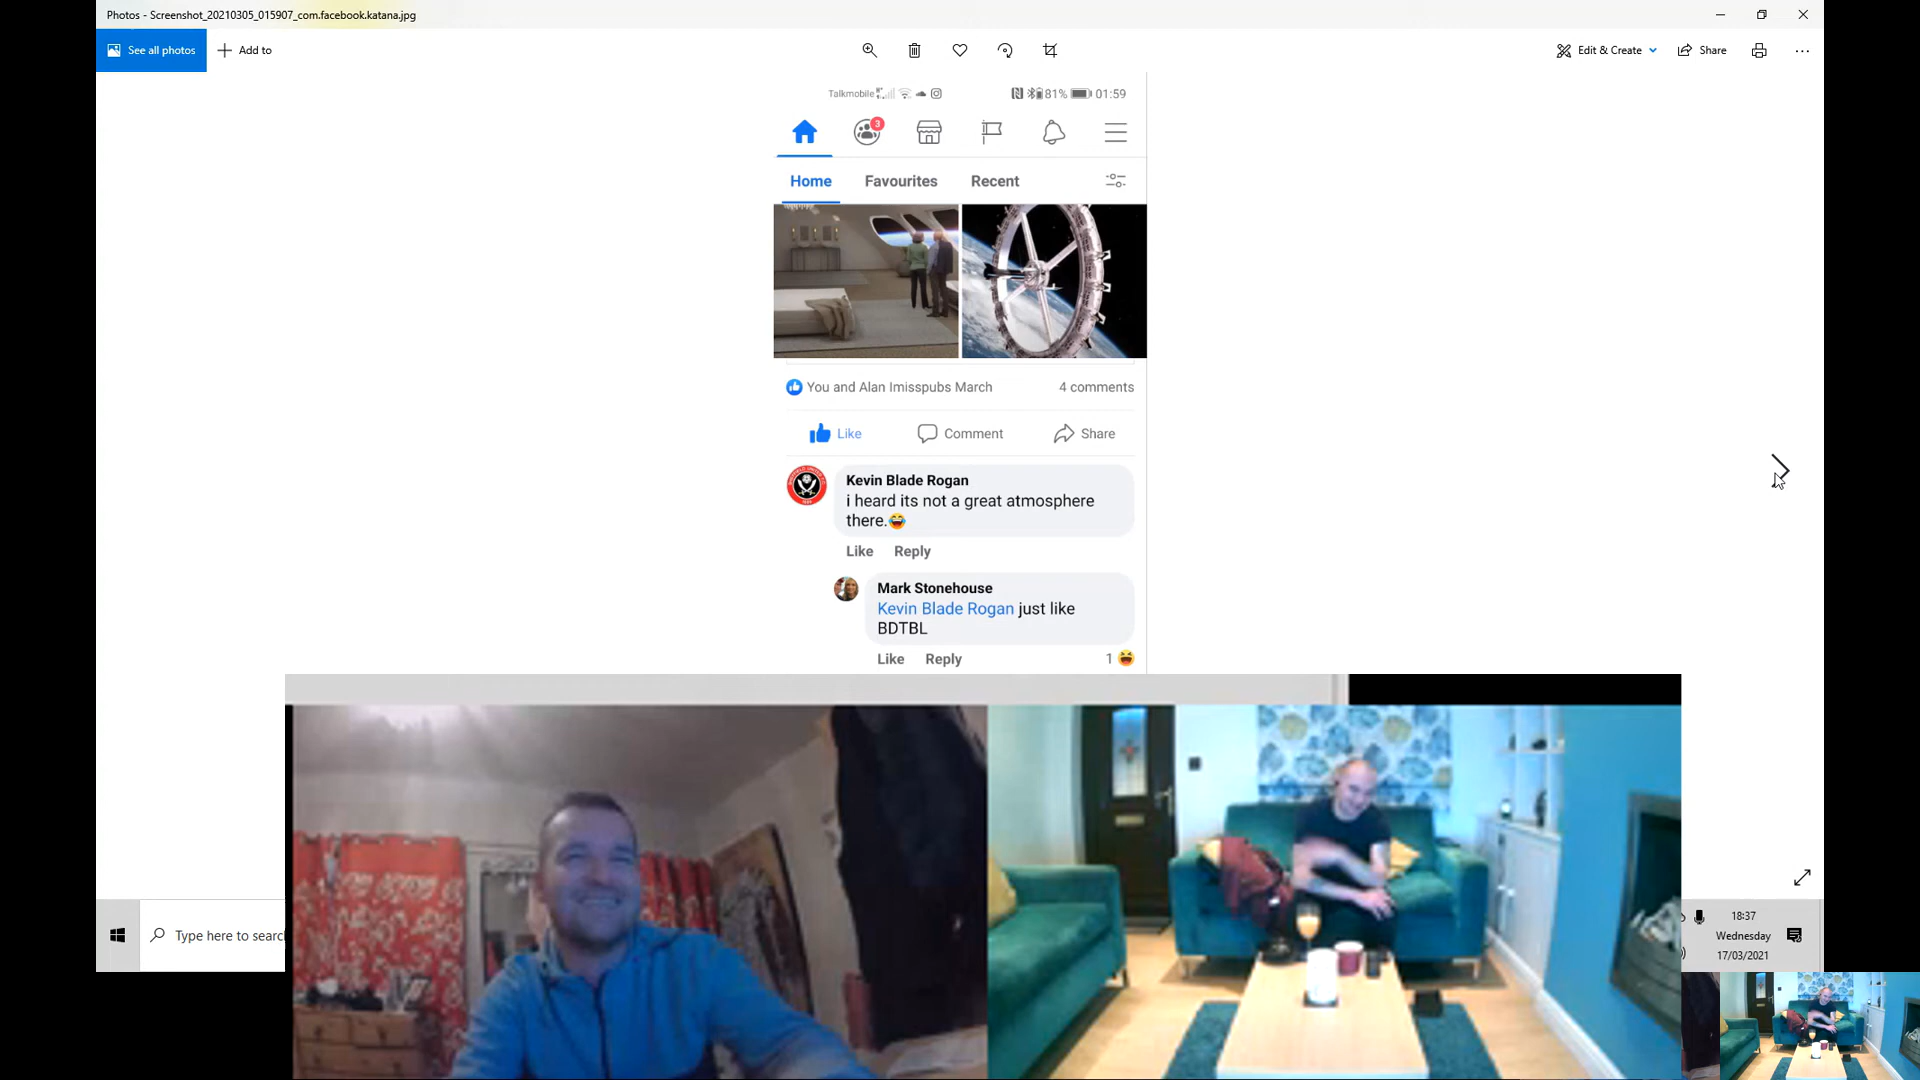 Photos - Screenshot_20210305_015907_com.facebook.katana.jpg
See all photos
Add to
Edit & Create
Share
Talkmobile
81%
01:59
3
Home
Favourites
Recent
You and Alan Imisspubs March
4 comments
Like
Comment
Share
Kevin Blade Rogan
i heard its not a great atmosphere
there.😂
Like
Reply
Mark Stonehouse
Kevin Blade Rogan just like
BDTBL
Like
Reply
1
Type here to search
18:37
Wednesday
17/03/2021